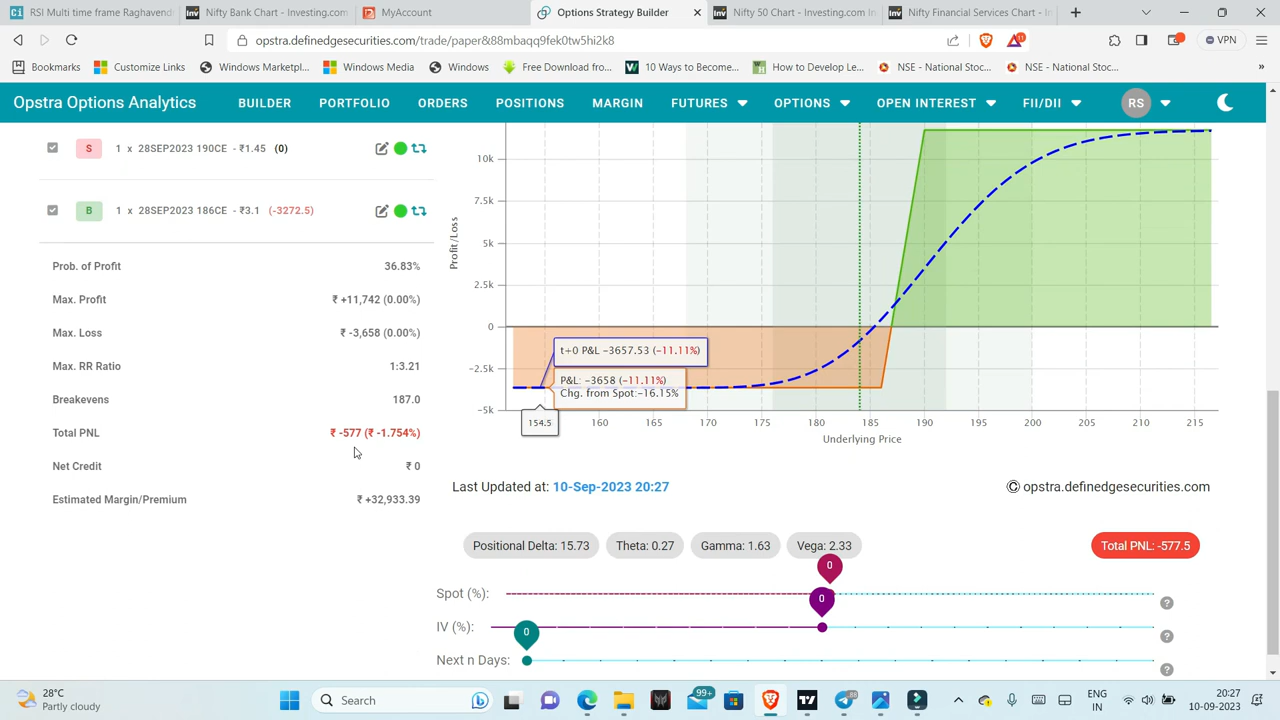 RSI Multi time frame Raghavend
Nifty Bank Chart - Investing.com
MyAccount
Options Strategy Builder
Nifty 50 Chart - Investing.com In
Nifty Financial Services Chart - In
opstra.definedgesecurities.com/trade/paper&88mbaqq9fek0tw5hi2k8
11
VPN
Bookmarks
Customize Links
Windows Marketpl...
Windows Media
Windows
Free Download fro...
10 Ways to Become...
How to Develop Le...
NSE - National Stoc...
NSE - National Stoc...
»
Opstra Options Analytics
BUILDER
PORTFOLIO
ORDERS
POSITIONS
MARGIN
FUTURES
OPTIONS
OPEN INTEREST
FII/DII
RS
S 1 x 28SEP2023 190CE - ₹1.45 (0)
B 1 x 28SEP2023 186CE - ₹3.1 (-3272.5)
Prob. of Profit 36.83%
Max. Profit ₹ +11,742 (0.00%)
Max. Loss ₹ -3,658 (0.00%)
Max. RR Ratio 1:3.21
Breakevens 187.0
Total PNL ₹ -577 (₹ -1.754%)
Net Credit ₹ 0
Estimated Margin/Premium ₹ +32,933.39
Profit/Loss
10k
7.5k
5k
2.5k
0
−2.5k
−5k
t+0 P&L −3657.53 (−11.11%)
P&L: −3658 (−11.11%)
Chg. from Spot:−16.15%
154.5
160 165 170 175 180 185 190 195 200 205 210 215
Underlying Price
Last Updated at: 10-Sep-2023 20:27
© opstra.definedgesecurities.com
Positional Delta: 15.73
Theta: 0.27
Gamma: 1.63
Vega: 2.33
Total PNL: -577.5
0
Spot (%):
?
0
IV (%):
?
0
Next n Days:
?
28°C
Partly cloudy
Search
99+
ENG
IN
20:27
10-09-2023